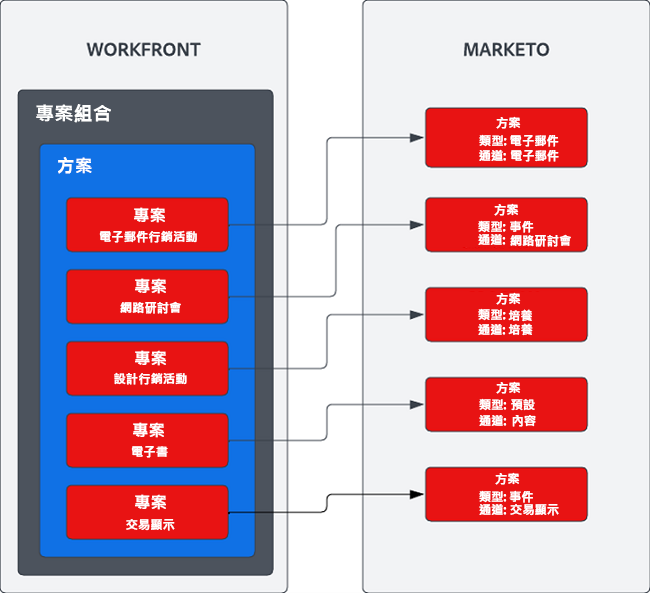 WORKFRONT
專案組合
方案
專案
電子郵件行銷活動
專案
網路研討會
專案
設計行銷活動
專案
電子書
專案
交易顯示
MARKETO
方案
類型: 電子郵件
通道: 電子郵件
方案
類型: 事件
通道: 網路研討會
方案
類型: 培養
通道: 培養
方案
類型: 預設
通道: 內容
方案
類型: 事件
通道: 交易顯示